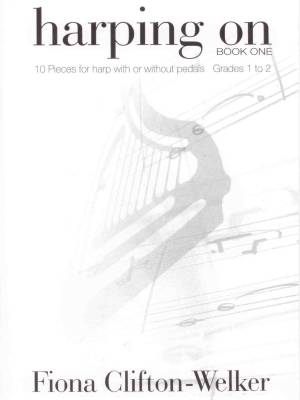 harping on
BOOK ONE
10 Pieces for harp with or without pedals Grades 1 to 2
Fiona Clifton-Welker